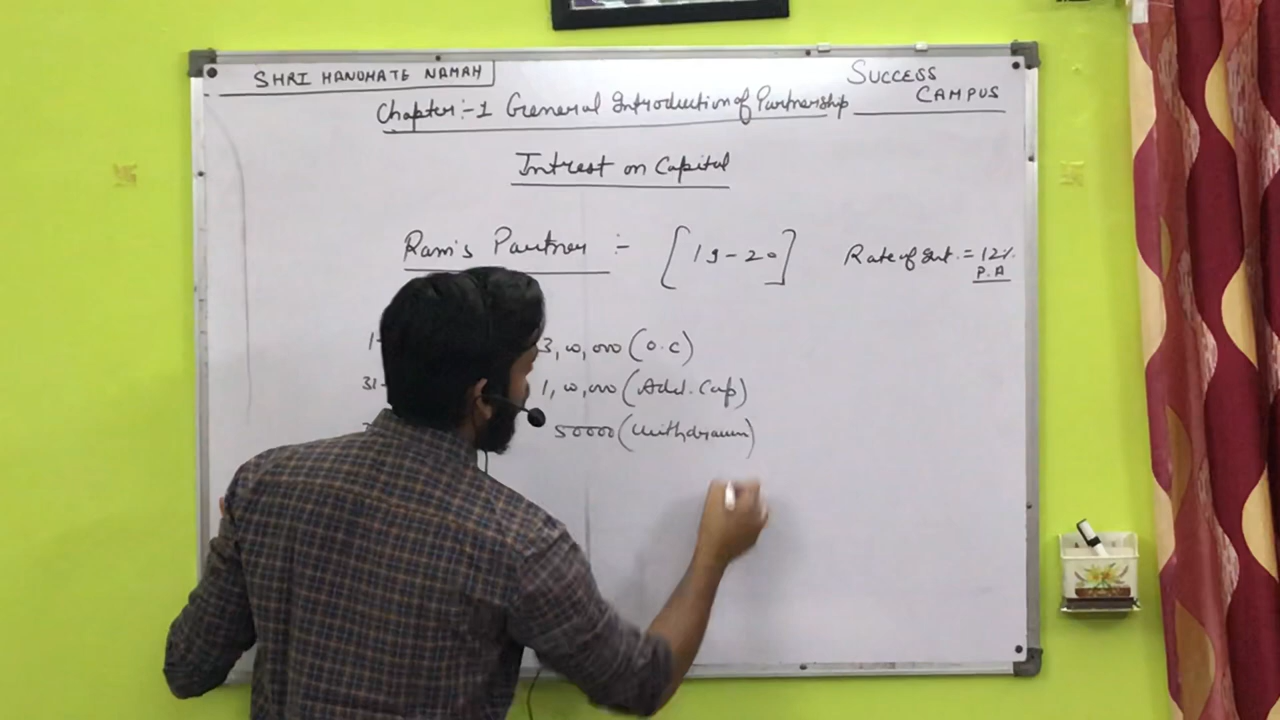 SHRI HANUMATE NAMAH
SUCCESS CAMPUS
Chapter:-1 General Introduction of Partnership
Intrest on Capital
Ram's Partner :- [19-20] Rate of Int. = 12% P.A
1- 3,00,000 (O.C)
31- 1,00,000 (Add. Cap)
50000 (Withdrawn)